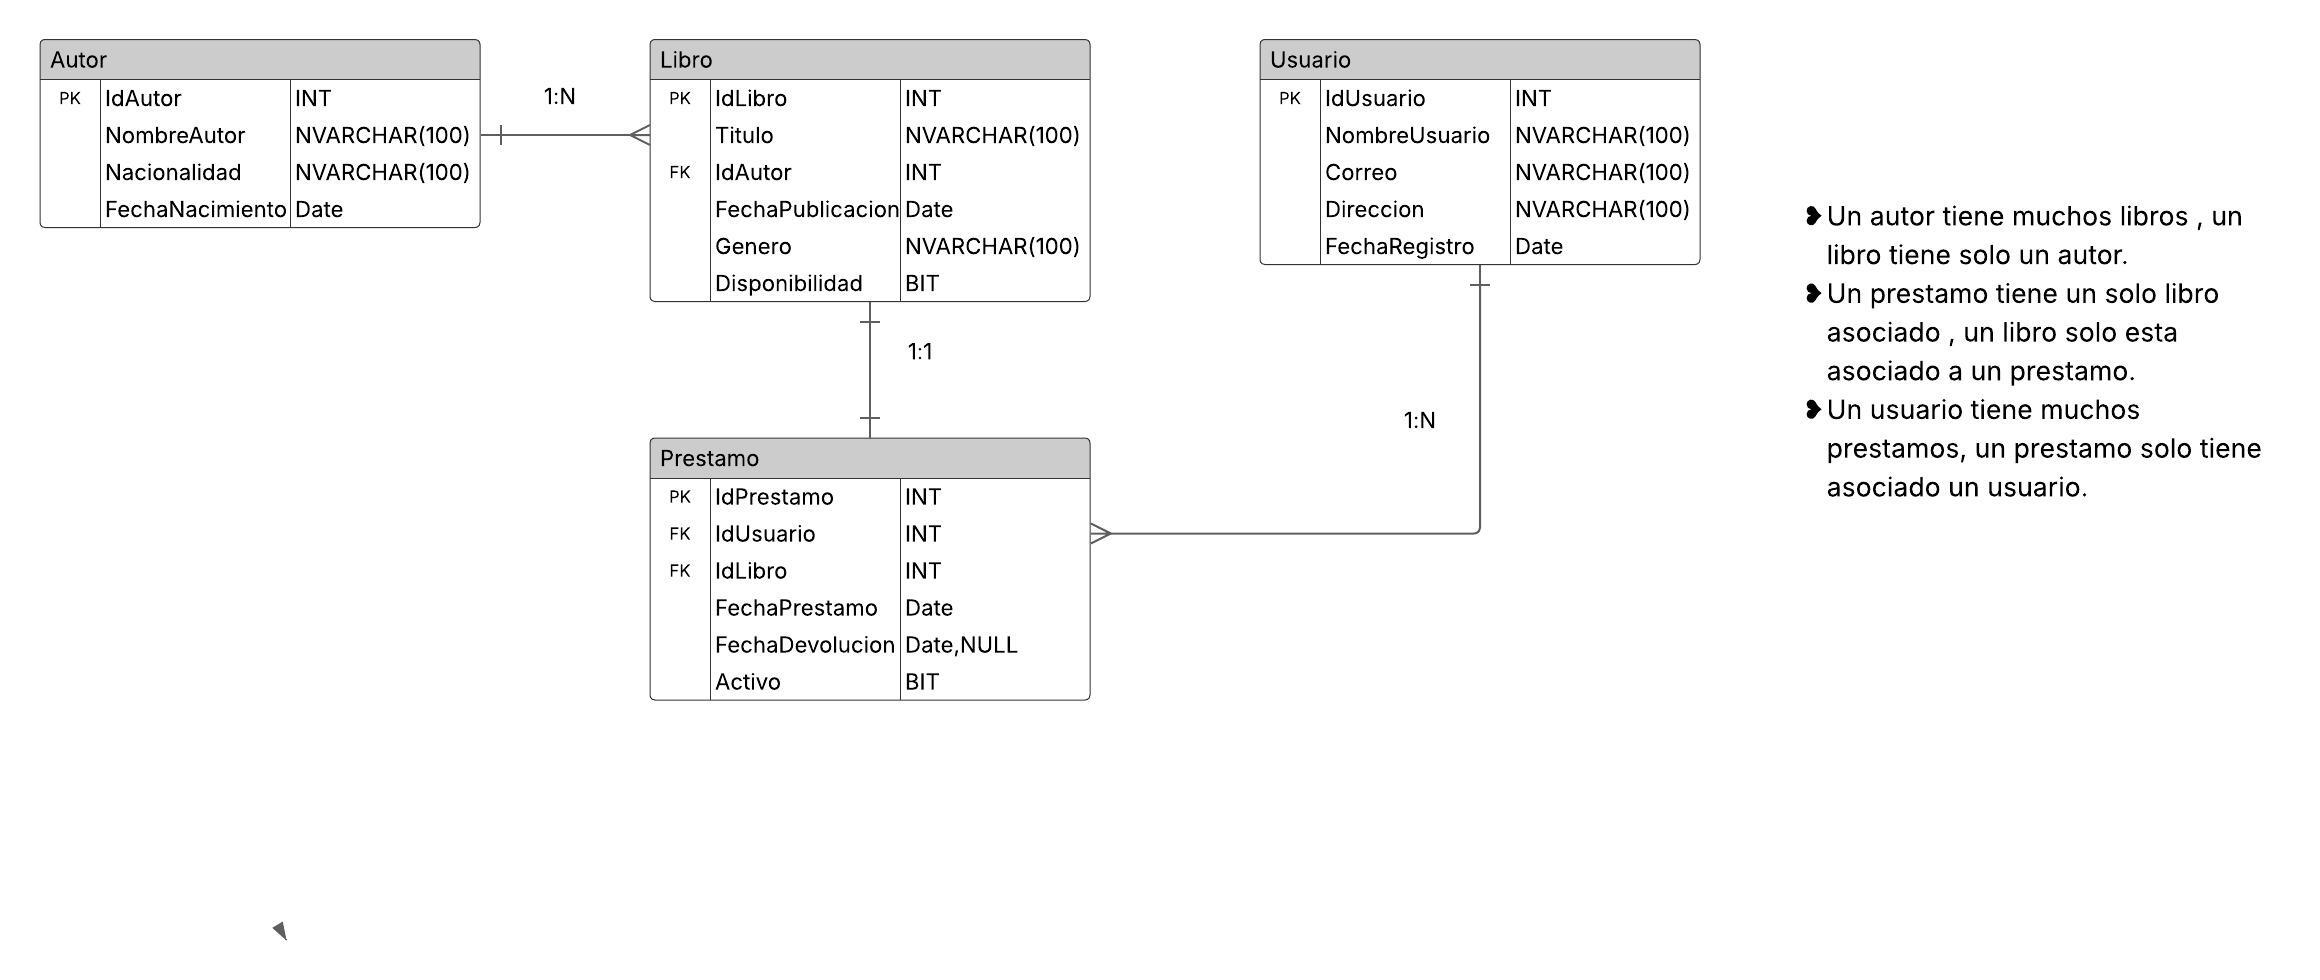 Autor
PK IdAutor INT
NombreAutor NVARCHAR(100)
Nacionalidad NVARCHAR(100)
FechaNacimiento Date
1:N
Libro
PK IdLibro INT
Titulo NVARCHAR(100)
FK IdAutor INT
FechaPublicacion Date
Genero NVARCHAR(100)
Disponibilidad BIT
Usuario
PK IdUsuario INT
NombreUsuario NVARCHAR(100)
Correo NVARCHAR(100)
Direccion NVARCHAR(100)
FechaRegistro Date
1:1
1:N
Prestamo
PK IdPrestamo INT
FK IdUsuario INT
FK IdLibro INT
FechaPrestamo Date
FechaDevolucion Date,NULL
Activo BIT
❥Un autor tiene muchos libros , un
libro tiene solo un autor.
❥Un prestamo tiene un solo libro
asociado , un libro solo esta
asociado a un prestamo.
❥Un usuario tiene muchos
prestamos, un prestamo solo tiene
asociado un usuario.